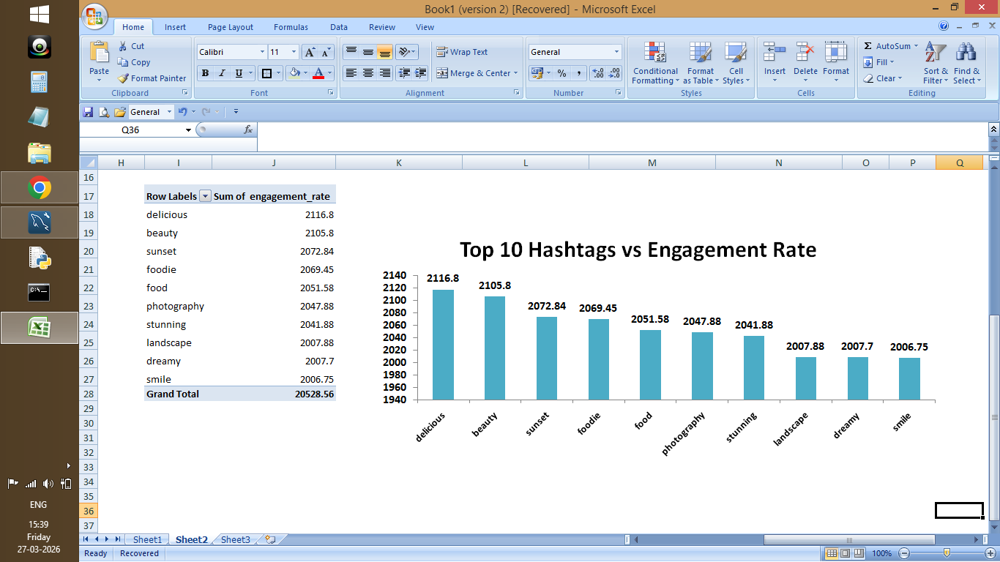 Book1 (version 2) [Recovered] - Microsoft Excel
Home Insert Page Layout Formulas Data Review View
Paste Cut Copy Format Painter Clipboard
Calibri 11 B I U A Font
Wrap Text Merge & Center Alignment
General % , .0 .00 .00 .0 Number
Conditional Formatting Format as Table Cell Styles Styles
Insert Delete Format Cells
Σ AutoSum Fill Clear Sort & Filter Find & Select Editing
General
Q36 fx
H I J K L M N O P Q
16
17 Row Labels Sum of engagement_rate
18 delicious 2116.8
19 beauty 2105.8
20 sunset 2072.84
21 foodie 2069.45
22 food 2051.58
23 photography 2047.88
24 stunning 2041.88
25 landscape 2007.88
26 dreamy 2007.7
27 smile 2006.75
28 Grand Total 20528.56
29
30
31
32
33
34
35
36
37
Top 10 Hashtags vs Engagement Rate
2140
2120
2100
2080
2060
2040
2020
2000
1980
1960
1940
2116.8 2105.8 2072.84 2069.45 2051.58 2047.88 2041.88 2007.88 2007.7 2006.75
delicious beauty sunset foodie food photography stunning landscape dreamy smile
Sheet1 Sheet2 Sheet3
Ready Recovered 100%
C:\_
ENG
15:39
Friday
27-03-2026